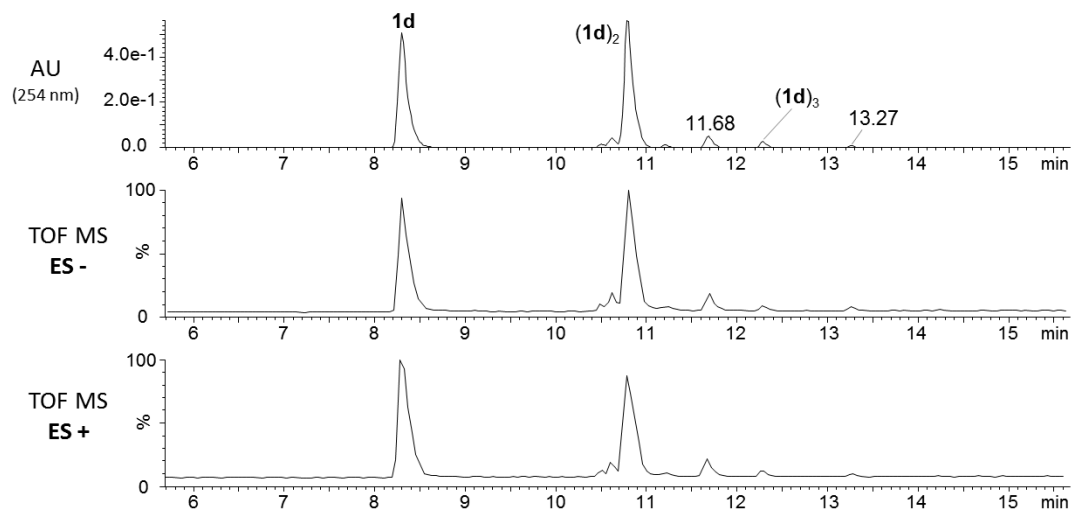 1d
(1d)2
4.0e-1
AU
(254 nm)
2.0e-1
(1d)3
11.68
13.27
0.0
6 7 8 9 10 11 12 13 14 15 min
100
TOF MS
ES -
%
0
6 7 8 9 10 11 12 13 14 15 min
100
TOF MS
ES +
%
0
6 7 8 9 10 11 12 13 14 15 min